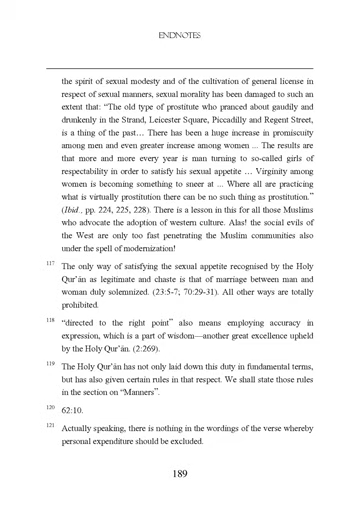 ENDNOTES
the spirit of sexual modesty and of the cultivation of general license in
respect of sexual manners, sexual morality has been damaged to such an
extent that: “The old type of prostitute who pranced about gaudily and
drunkenly in the Strand, Leicester Square, Piccadilly and Regent Street,
is a thing of the past… There has been a huge increase in promiscuity
among men and even greater increase among women ... The results are
that more and more every year is man turning to so-called girls of
respectability in order to satisfy his sexual appetite … Virginity among
women is becoming something to sneer at ... Where all are practicing
what is virtually prostitution there can be no such thing as prostitution.”
(Ibid., pp. 224, 225, 228). There is a lesson in this for all those Muslims
who advocate the adoption of western culture. Alas! the social evils of
the West are only too fast penetrating the Muslim communities also
under the spell of modernization!
117 The only way of satisfying the sexual appetite recognised by the Holy
Qur’ān as legitimate and chaste is that of marriage between man and
woman duly solemnized. (23:5-7; 70:29-31). All other ways are totally
prohibited.
118 “directed to the right point” also means employing accuracy in
expression, which is a part of wisdom—another great excellence upheld
by the Holy Qur’ān. (2:269).
119 The Holy Qur’ān has not only laid down this duty in fundamental terms,
but has also given certain rules in that respect. We shall state those rules
in the section on “Manners”.
120 62:10.
121 Actually speaking, there is nothing in the wordings of the verse whereby
personal expenditure should be excluded.
189